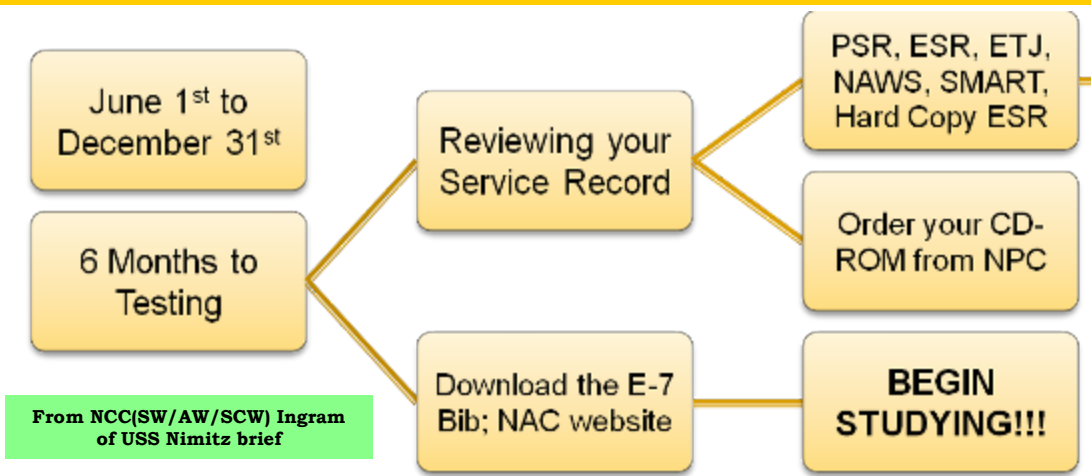 June 1st to
December 31st
6 Months to
Testing
From NCC(SW/AW/SCW) Ingram
of USS Nimitz brief
Reviewing your
Service Record
Download the E-7
Bib; NAC website
PSR, ESR, ETJ,
NAWS, SMART,
Hard Copy ESR
Order your CD-
ROM from NPC
BEGIN
STUDYING!!!